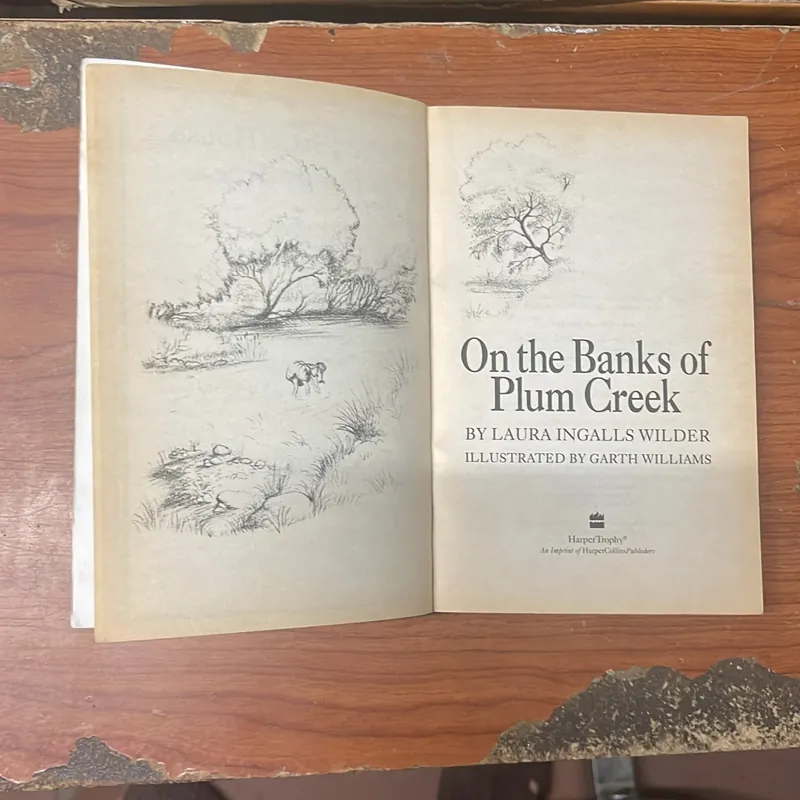 On the Banks of
Plum Creek
BY LAURA INGALLS WILDER
ILLUSTRATED BY GARTH WILLIAMS
HarperTrophy®
An Imprint of HarperCollinsPublishers